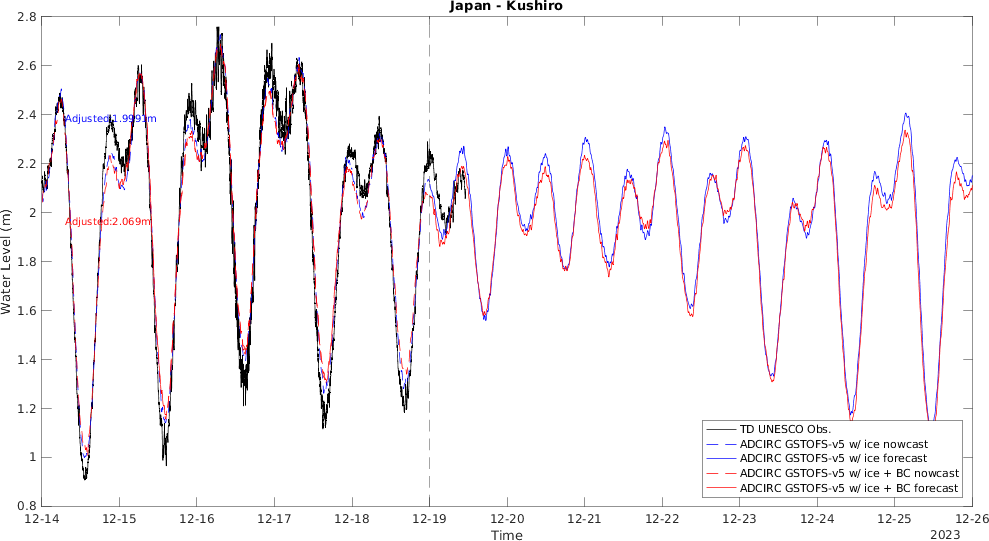 Japan - Kushiro
2.8
2.6
2.4
2.2
2
1.8
1.6
1.4
1.2
1
0.8
Water Level (m)
Adjusted:1.9991m
Adjusted:2.069m
TD UNESCO Obs.
ADCIRC GSTOFS-v5 w/ ice nowcast
ADCIRC GSTOFS-v5 w/ ice forecast
ADCIRC GSTOFS-v5 w/ ice + BC nowcast
ADCIRC GSTOFS-v5 w/ ice + BC forecast
12-14 12-15 12-16 12-17 12-18 12-19 12-20 12-21 12-22 12-23 12-24 12-25 12-26
Time
2023